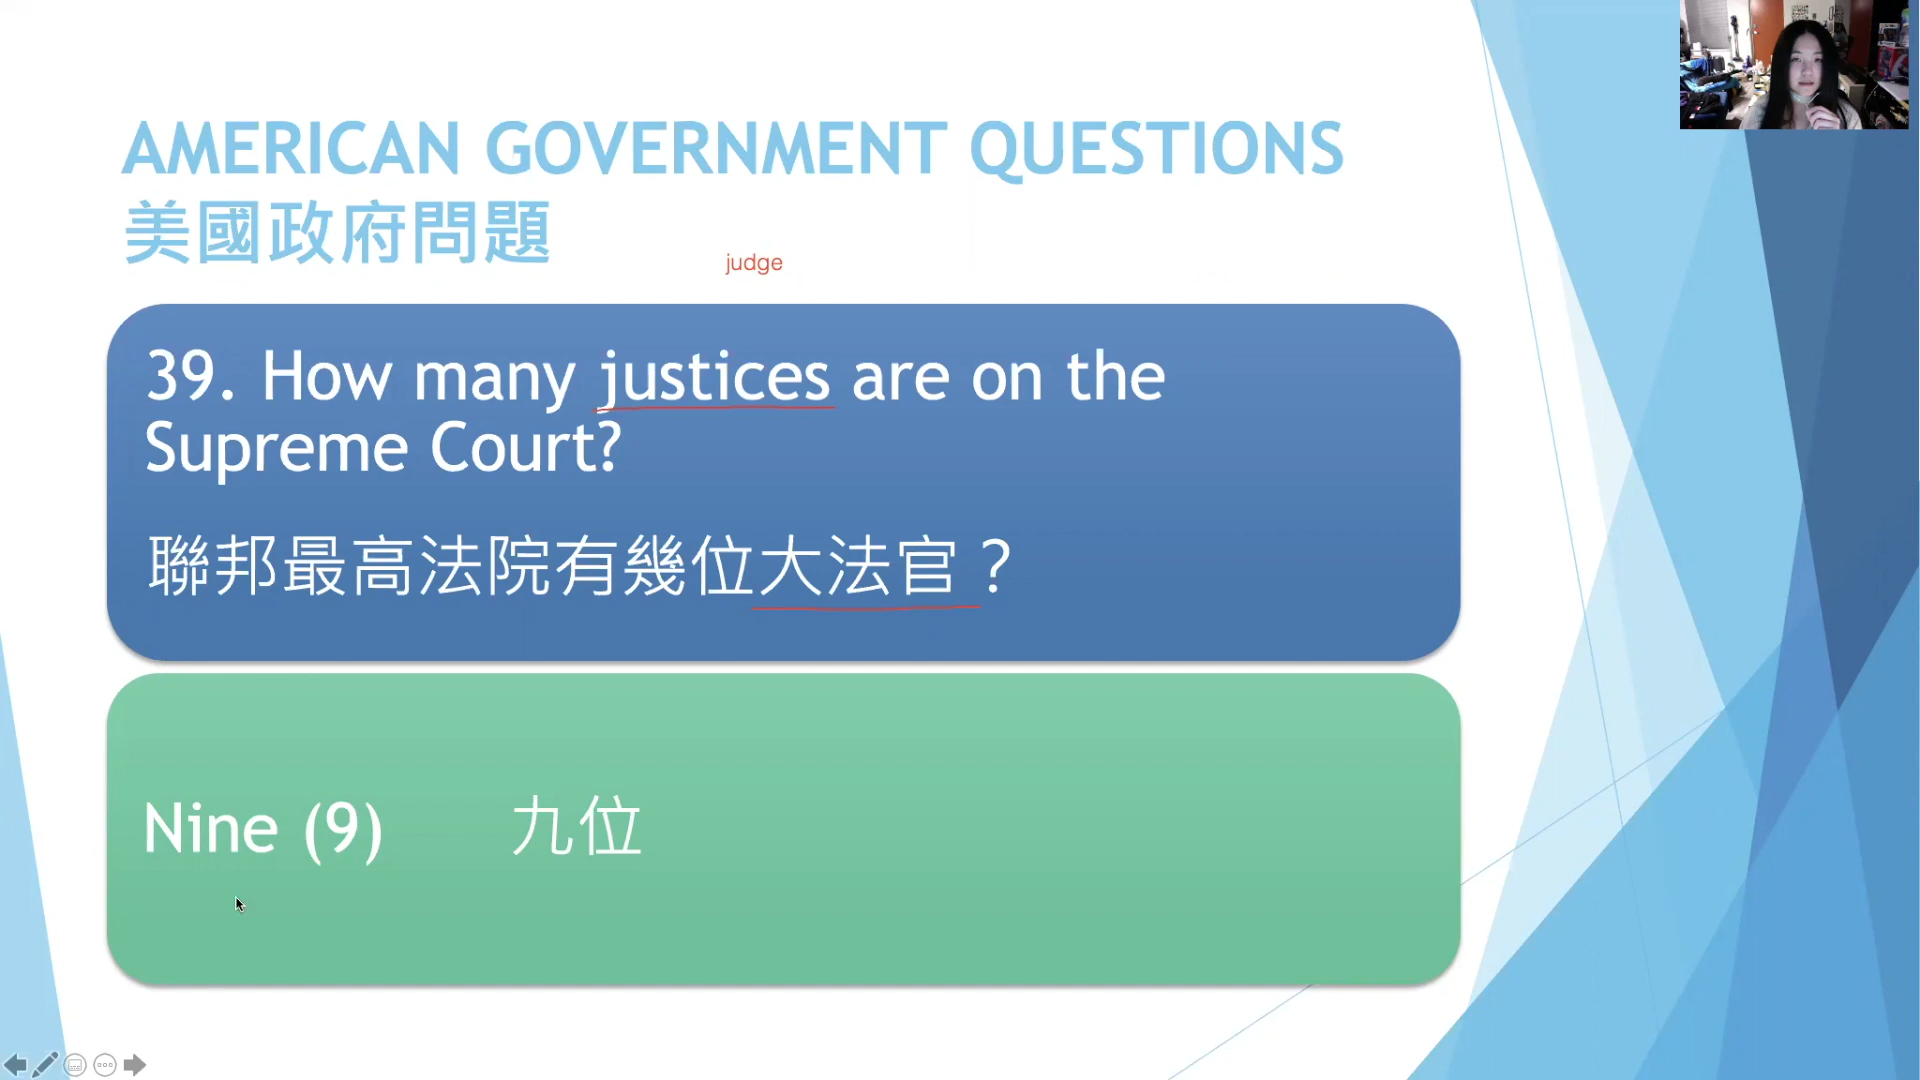 AMERICAN GOVERNMENT QUESTIONS
美國政府問題
judge
39. How many justices are on the
Supreme Court?
聯邦最高法院有幾位大法官？
Nine (9) 九位